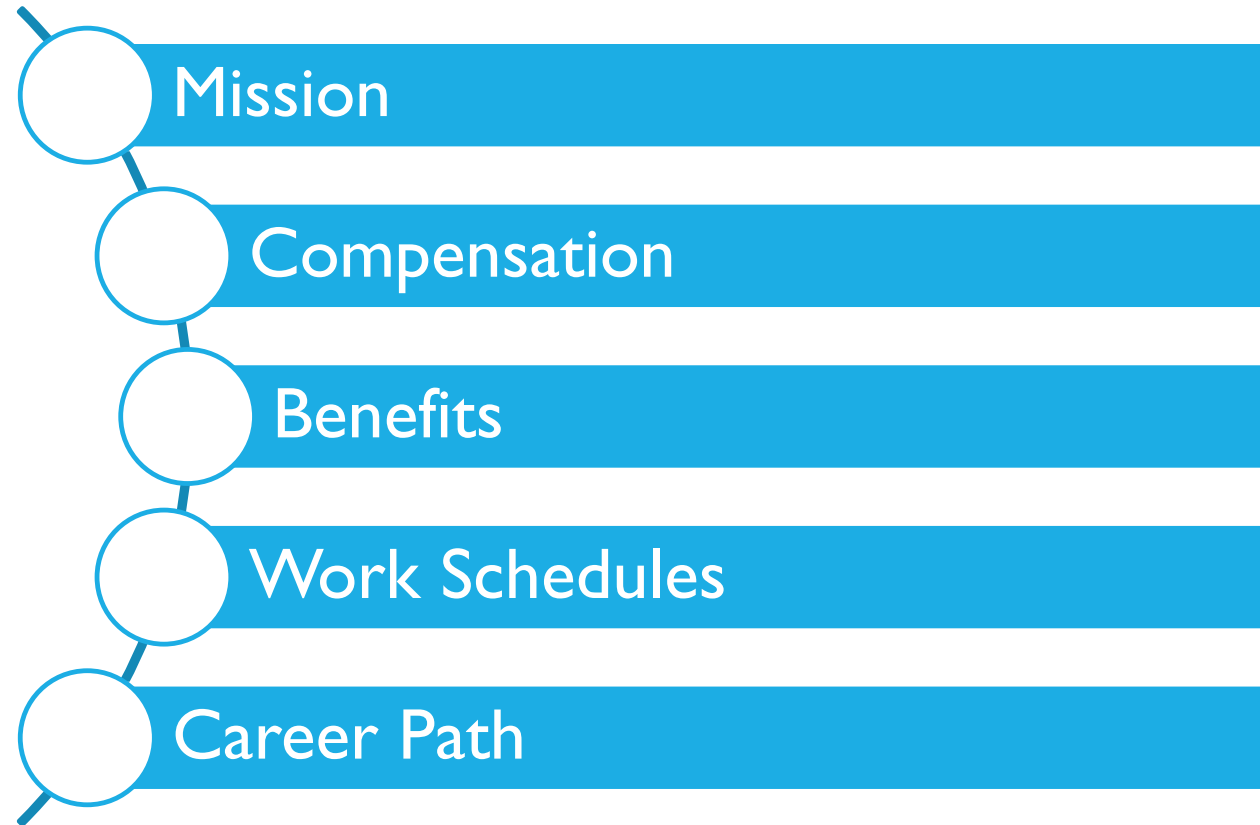 Mission
Compensation
Benefits
Work Schedules
Career Path